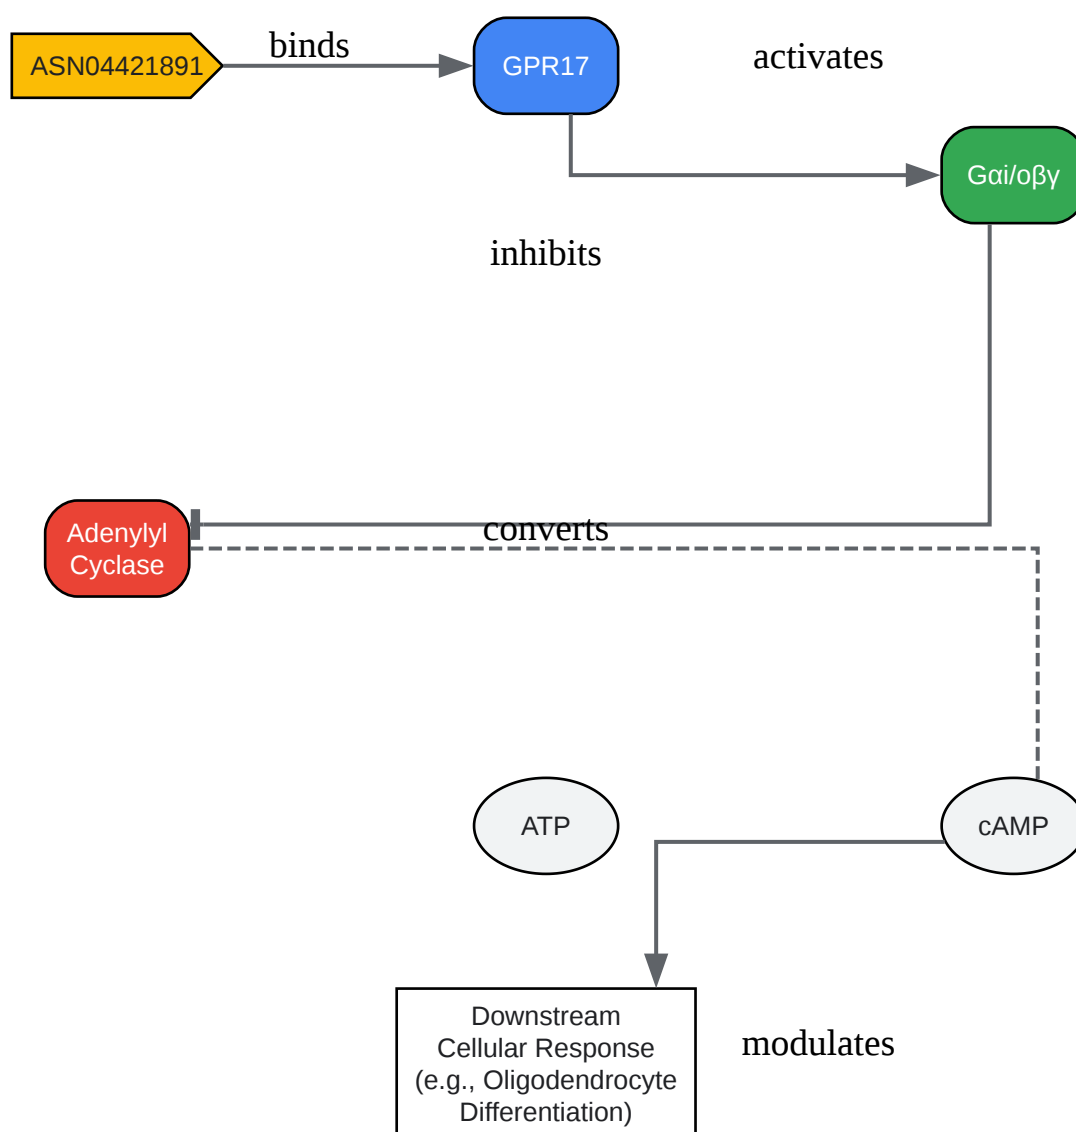 binds
activates
ASN04421891
GPR17
Gαi/oβγ
inhibits
converts
Adenylyl
Cyclase
ATP
cAMP
Downstream
Cellular Response
(e.g., Oligodendrocyte
Differentiation)
modulates